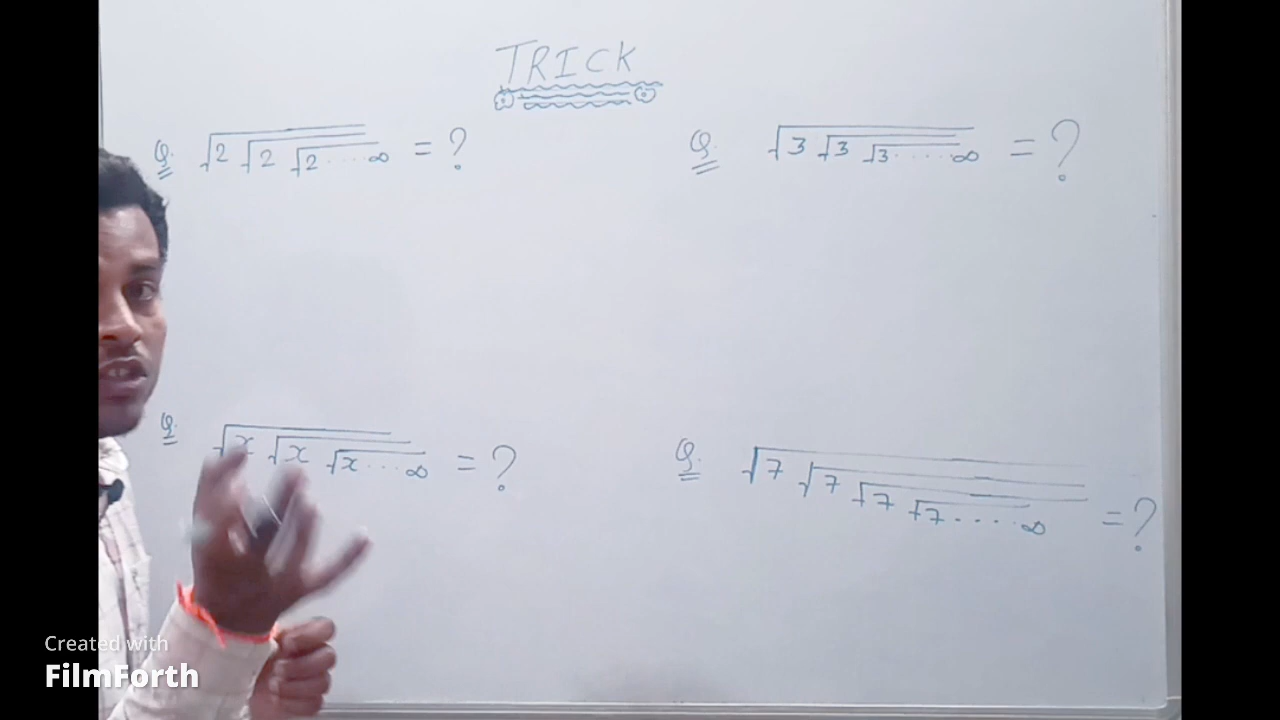 TRICK
Q. √2 √2 √2 ..... ∞ = ?
Q. √3 √3 √3 ..... ∞ = ?
Q. √x √x √x ... ∞ = ?
Q. √7 √7 √7 √7 ..... ∞ = ?
Created with
FilmForth